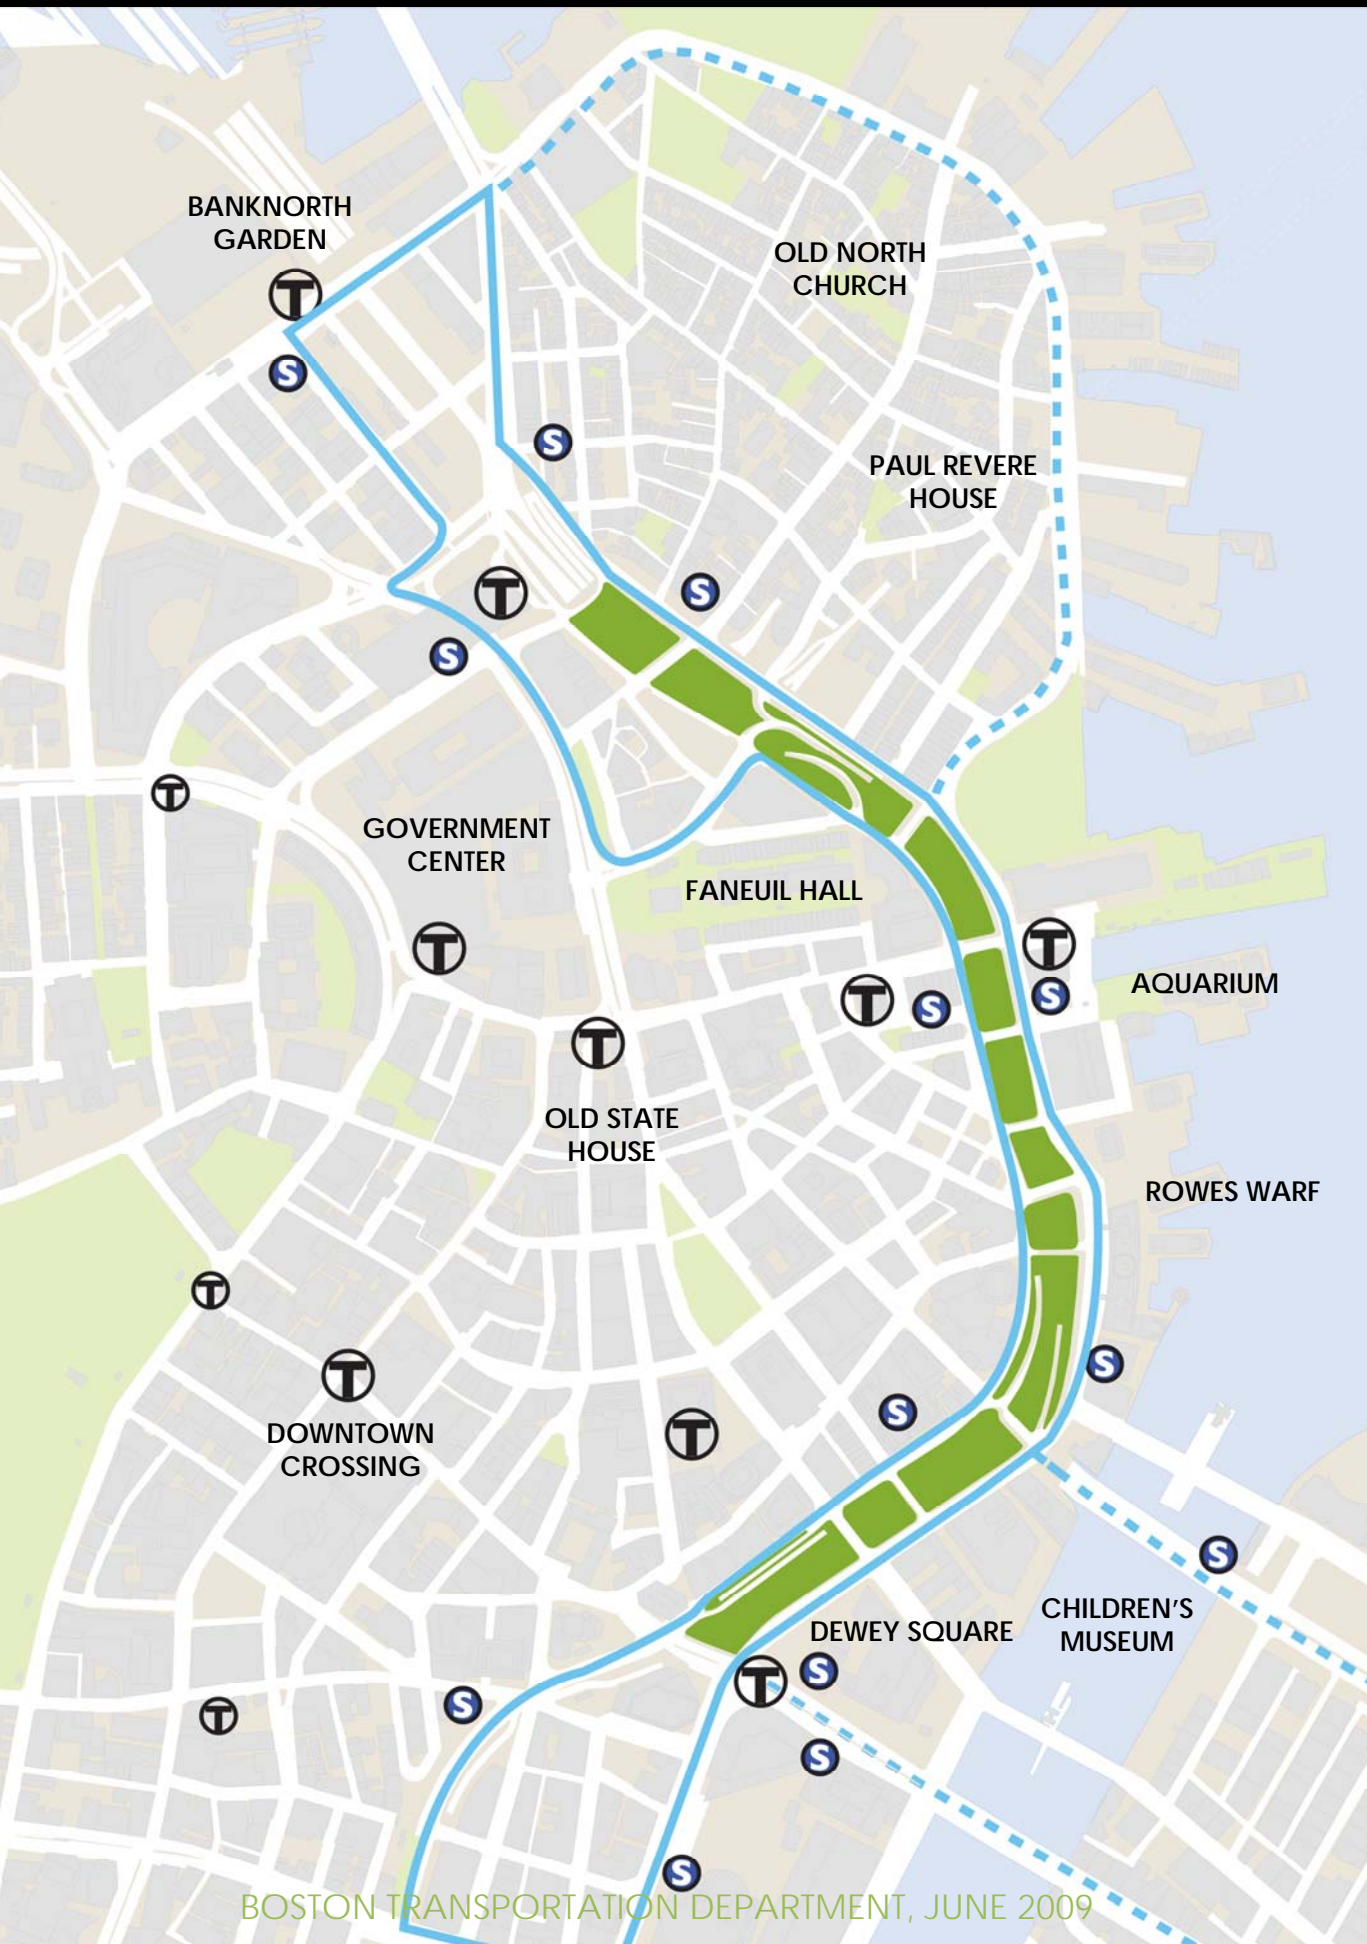 BANKNORTH
GARDEN
T
S
OLD NORTH
CHURCH
S
PAUL REVERE
HOUSE
T
S
S
T
GOVERNMENT
CENTER
FANEUIL HALL
T
T
AQUARIUM
T
S
S
T
OLD STATE
HOUSE
ROWES WARF
T
T
S
DOWNTOWN
CROSSING
T
S
S
CHILDREN'S
MUSEUM
DEWEY SQUARE
T
S
S
T
S
S
BOSTON TRANSPORTATION DEPARTMENT, JUNE 2009